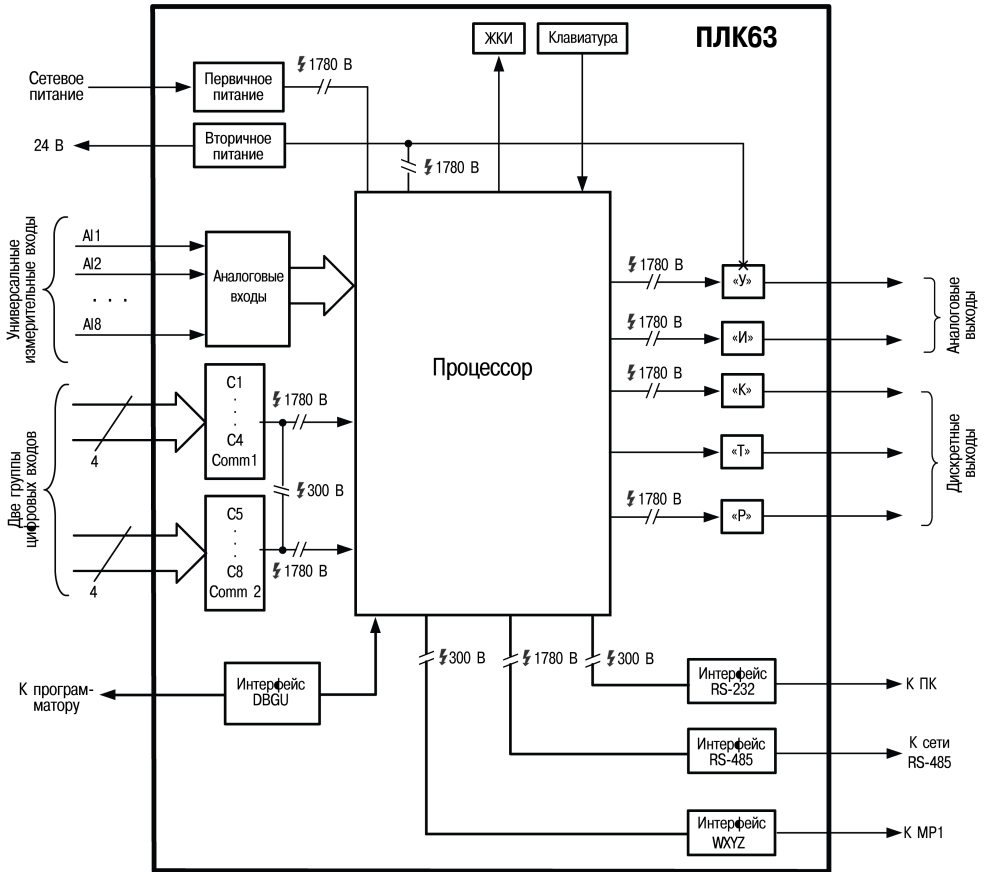 ПЛК63
ЖКИ
Клавиатура
Сетевое
питание
Первичное
питание
1780 В
24 В
Вторичное
питание
1780 В
Универсальные
измерительные входы
AI1
AI2
. . .
AI8
Аналоговые
входы
Процессор
1780 В
«У»
1780 В
«И»
Аналоговые
выходы
1780 В
«К»
«Т»
1780 В
«Р»
Дискретные
выходы
Две группы
цифровых входов
4
C1
.
.
.
C4
Comm1
1780 В
300 В
4
C5
.
.
.
C8
Comm 2
1780 В
300 В
1780 В
300 В
К програм-
матору
Интерфейс
DBGU
Интерфейс
RS-232
К ПК
Интерфейс
RS-485
К сети
RS-485
Интерфейс
WXYZ
К МР1